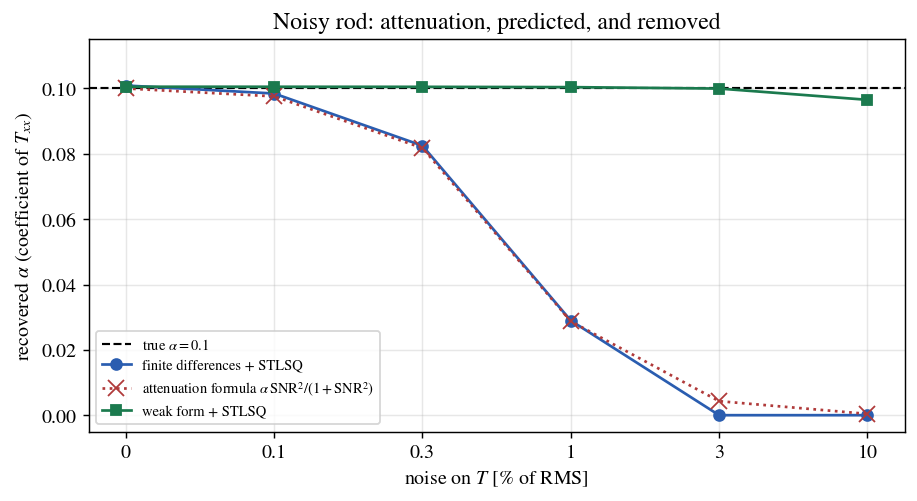 Noisy rod: attenuation, predicted, and removed
recovered α (coefficient of Tₓₓ)
0.10
0.08
0.06
0.04
0.02
0.00
true α = 0.1
finite differences + STLSQ
attenuation formula α SNR²/(1 + SNR²)
weak form + STLSQ
0 0.1 0.3 1 3 10
noise on T [% of RMS]